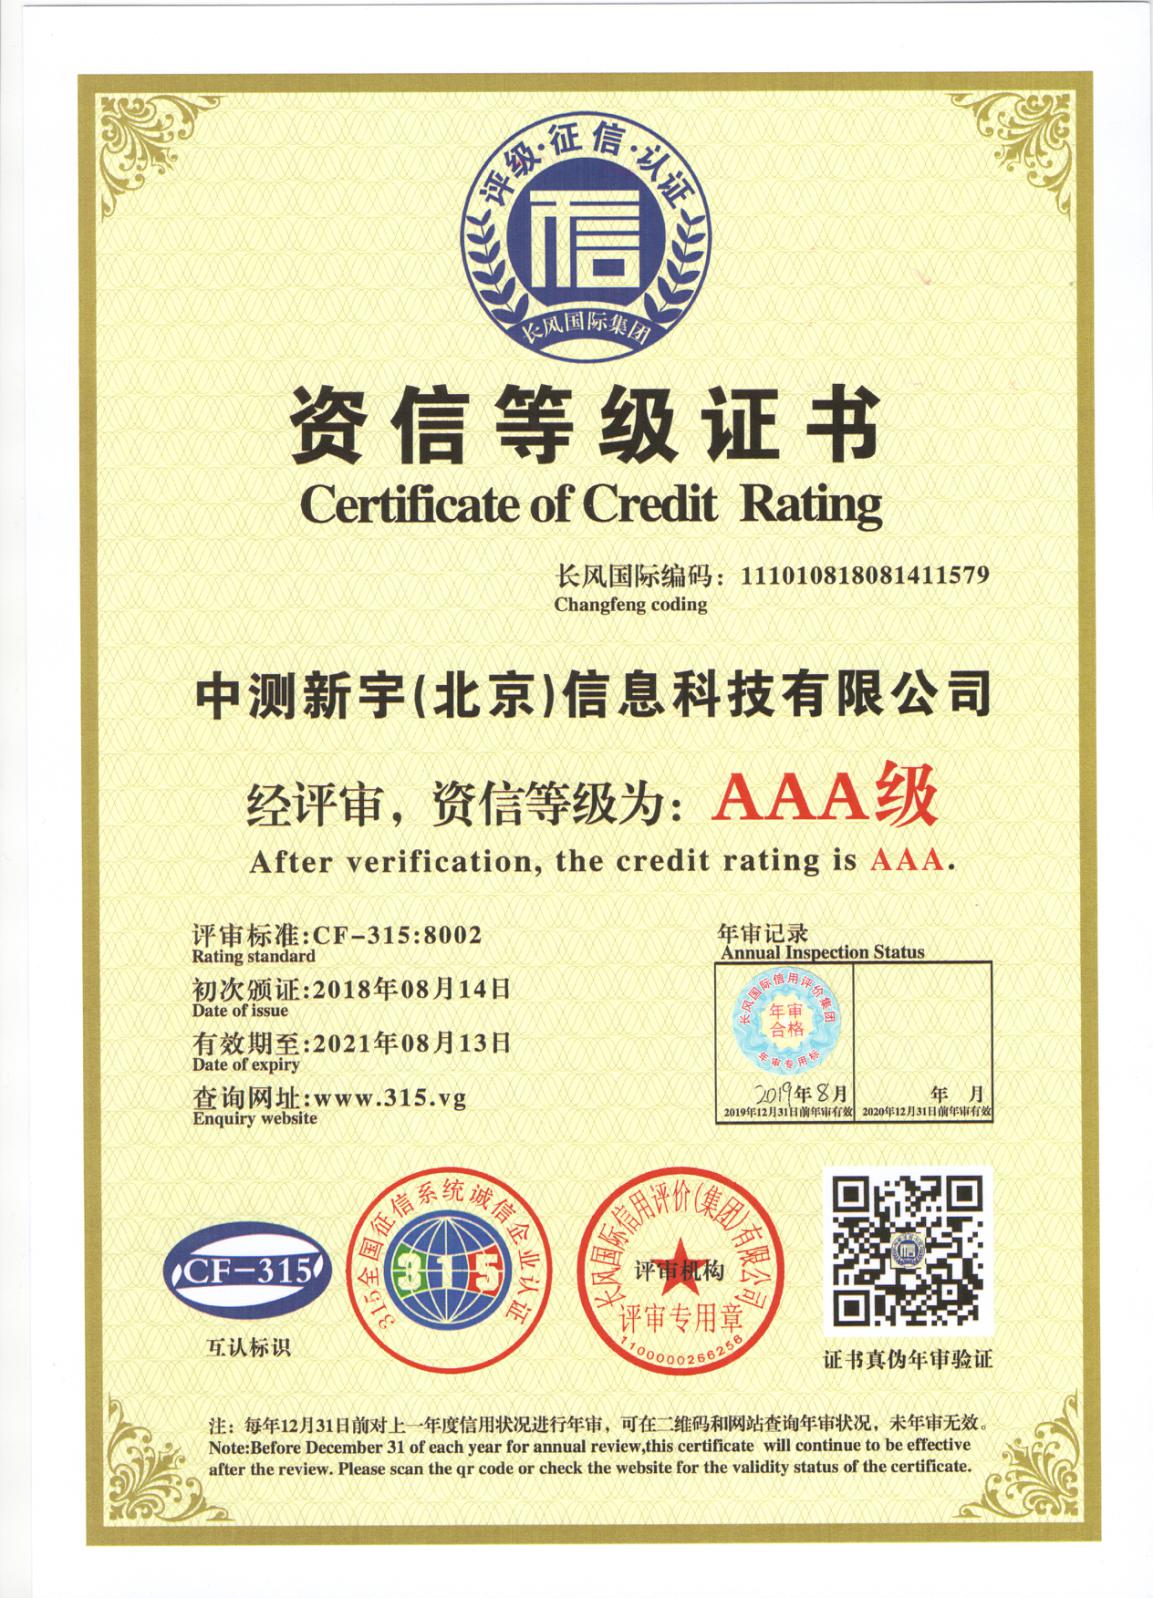 评级·征信·认证
信
长风国际集团
资信等级证书
Certificate of Credit Rating
长风国际编码：111010818081411579
Changfeng coding
中测新宇(北京)信息科技有限公司
经评审，资信等级为：AAA级
After verification, the credit rating is AAA.
评审标准:CF-315:8002
Rating standard
初次颁证:2018年08月14日
Date of issue
有效期至:2021年08月13日
Date of expiry
查询网址:www.315.vg
Enquiry website
年审记录
Annual Inspection Status
长风国际信用评价集团
年审
合格
年审专用标
2019年8月
2019年12月31日前年审有效
年 月
2020年12月31日前年审有效
CF-315
互认标识
315全国征信系统诚信企业认证
315
长风国际信用评价(集团)有限公司
评审机构
评审专用章
1100000266256
证书真伪年审验证
注：每年12月31日前对上一年度信用状况进行年审，可在二维码和网站查询年审状况，未年审无效。
Note:Before December 31 of each year for annual review,this certificate will continue to be effective
after the review. Please scan the qr code or check the website for the validity status of the certificate.